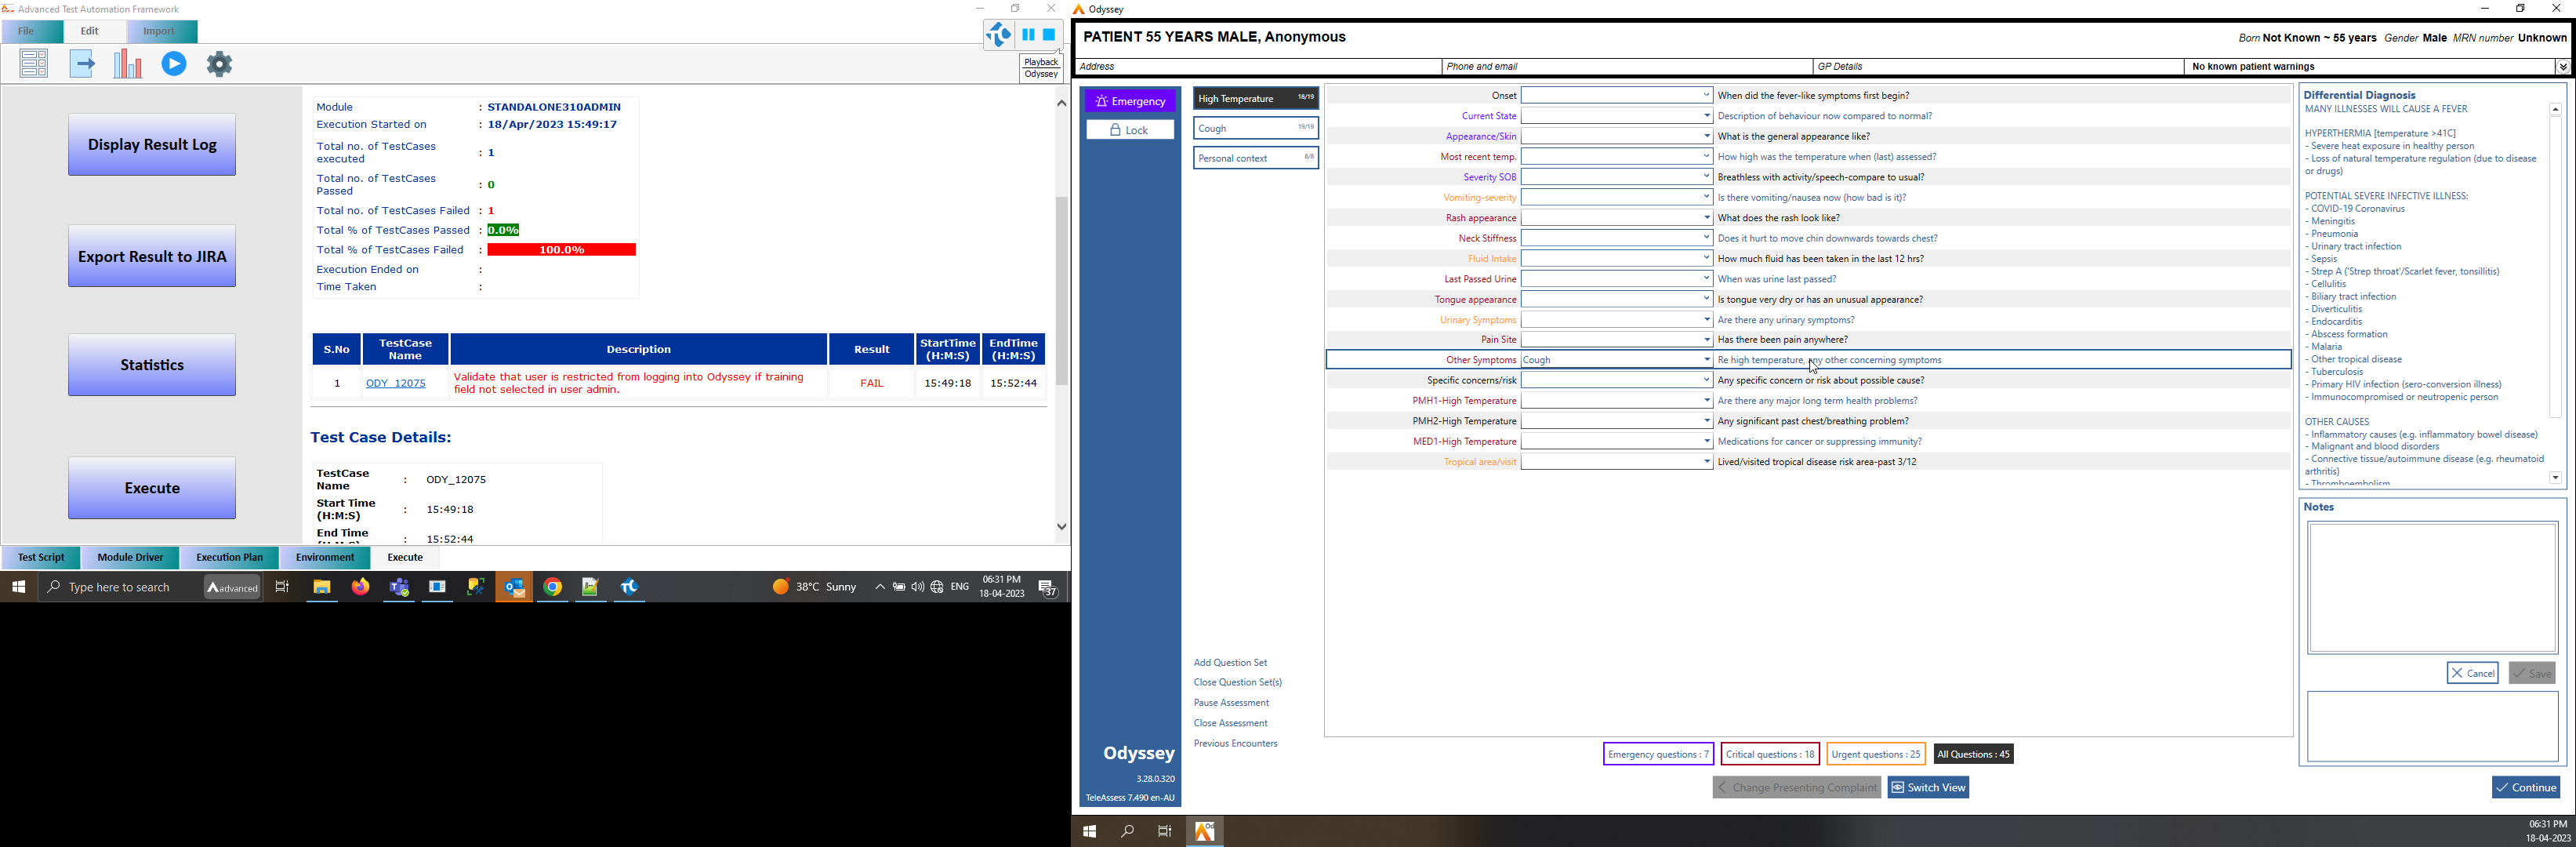 Advanced Test Automation Framework
File
Edit
Import
Playback
Odyssey
Display Result Log
Export Result to JIRA
Statistics
Execute
Module : STANDALONE310ADMIN
Execution Started on : 18/Apr/2023 15:49:17
Total no. of TestCases
executed : 1
Total no. of TestCases
Passed : 0
Total no. of TestCases Failed : 1
Total % of TestCases Passed : 0.0%
Total % of TestCases Failed : 100.0%
Execution Ended on :
Time Taken :
S.No TestCase Name Description Result StartTime (H:M:S) EndTime (H:M:S)
1 ODY_12075 Validate that user is restricted from logging into Odyssey if training field not selected in user admin. FAIL 15:49:18 15:52:44
Test Case Details:
TestCase
Name : ODY_12075
Start Time
(H:M:S) : 15:49:18
End Time
(H:M:S) : 15:52:44
Test Script
Module Driver
Execution Plan
Environment
Execute
Type here to search
advanced
38°C Sunny
ENG
06:31 PM
18-04-2023
37
Odyssey
PATIENT 55 YEARS MALE, Anonymous
Born Not Known ~ 55 years Gender Male MRN number Unknown
Address
Phone and email
GP Details
No known patient warnings
Emergency
Lock
High Temperature 18/19
Cough 19/19
Personal context 8/8
Onset When did the fever-like symptoms first begin?
Current State Description of behaviour now compared to normal?
Appearance/Skin What is the general appearance like?
Most recent temp. How high was the temperature when (last) assessed?
Severity SOB Breathless with activity/speech-compare to usual?
Vomiting-severity Is there vomiting/nausea now (how bad is it)?
Rash appearance What does the rash look like?
Neck Stiffness Does it hurt to move chin downwards towards chest?
Fluid Intake How much fluid has been taken in the last 12 hrs?
Last Passed Urine When was urine last passed?
Tongue appearance Is tongue very dry or has an unusual appearance?
Urinary Symptoms Are there any urinary symptoms?
Pain Site Has there been pain anywhere?
Other Symptoms Cough Re high temperature, any other concerning symptoms
Specific concerns/risk Any specific concern or risk about possible cause?
PMH1-High Temperature Are there any major long term health problems?
PMH2-High Temperature Any significant past chest/breathing problem?
MED1-High Temperature Medications for cancer or suppressing immunity?
Tropical area/visit Lived/visited tropical disease risk area-past 3/12
Add Question Set
Close Question Set(s)
Pause Assessment
Close Assessment
Previous Encounters
Odyssey
3.28.0.320
TeleAssess 7.490 en-AU
Emergency questions : 7
Critical questions : 18
Urgent questions : 25
All Questions : 45
Change Presenting Complaint
Switch View
Differential Diagnosis
MANY ILLNESSES WILL CAUSE A FEVER
HYPERTHERMIA [temperature >41C]
- Severe heat exposure in healthy person
- Loss of natural temperature regulation (due to disease
or drugs)
POTENTIAL SEVERE INFECTIVE ILLNESS:
- COVID-19 Coronavirus
- Meningitis
- Pneumonia
- Urinary tract infection
- Sepsis
- Strep A ('Strep throat'/Scarlet fever, tonsillitis)
- Cellulitis
- Biliary tract infection
- Diverticulitis
- Endocarditis
- Abscess formation
- Malaria
- Other tropical disease
- Tuberculosis
- Primary HIV infection (sero-conversion illness)
- Immunocompromised or neutropenic person
OTHER CAUSES
- Inflammatory causes (e.g. inflammatory bowel disease)
- Malignant and blood disorders
- Connective tissue/autoimmune disease (e.g. rheumatoid
arthritis)
- Thromboembolism
Notes
Cancel
Save
Continue
06:31 PM
18-04-2023